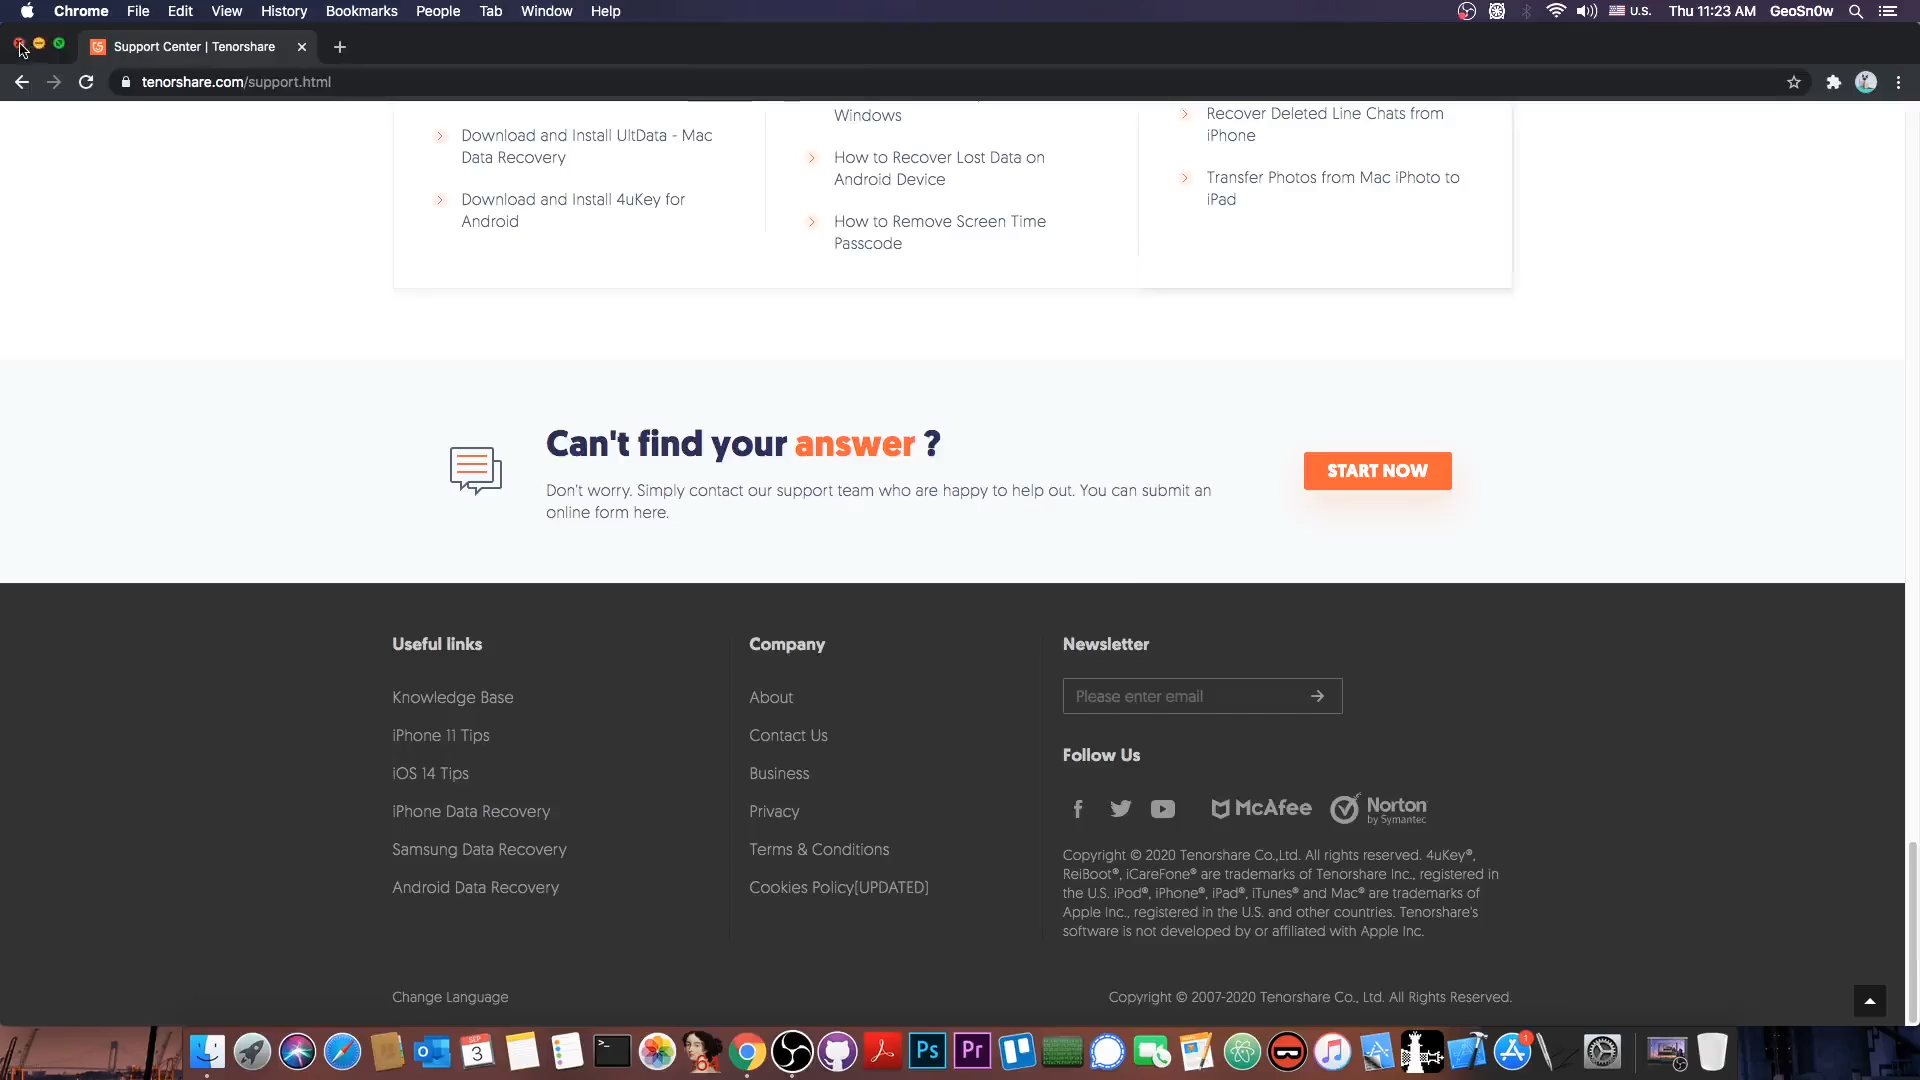 Chrome File Edit View History Bookmarks People Tab Window Help
U.S. Thu 11:23 AM GeoSn0w
Support Center | Tenorshare
tenorshare.com/support.html
Download and Install UltData - Mac
Data Recovery
Download and Install 4uKey for
Android
Windows
How to Recover Lost Data on
Android Device
How to Remove Screen Time
Passcode
Recover Deleted Line Chats from
iPhone
Transfer Photos from Mac iPhoto to
iPad
Can't find your answer ?
Don't worry. Simply contact our support team who are happy to help out. You can submit an
online form here.
START NOW
Useful links
Knowledge Base
iPhone 11 Tips
iOS 14 Tips
iPhone Data Recovery
Samsung Data Recovery
Android Data Recovery
Company
About
Contact Us
Business
Privacy
Terms & Conditions
Cookies Policy[UPDATED]
Newsletter
Please enter email
Follow Us
McAfee
Norton
by Symantec
Copyright © 2020 Tenorshare Co.,Ltd. All rights reserved. 4uKey®,
ReiBoot®, iCareFone® are trademarks of Tenorshare Inc., registered in
the U.S. iPod®, iPhone®, iPad®, iTunes® and Mac® are trademarks of
Apple Inc., registered in the U.S. and other countries. Tenorshare's
software is not developed by or affiliated with Apple Inc.
Change Language
Copyright © 2007-2020 Tenorshare Co., Ltd. All Rights Reserved.
SEP
3
Ps
Pr
1